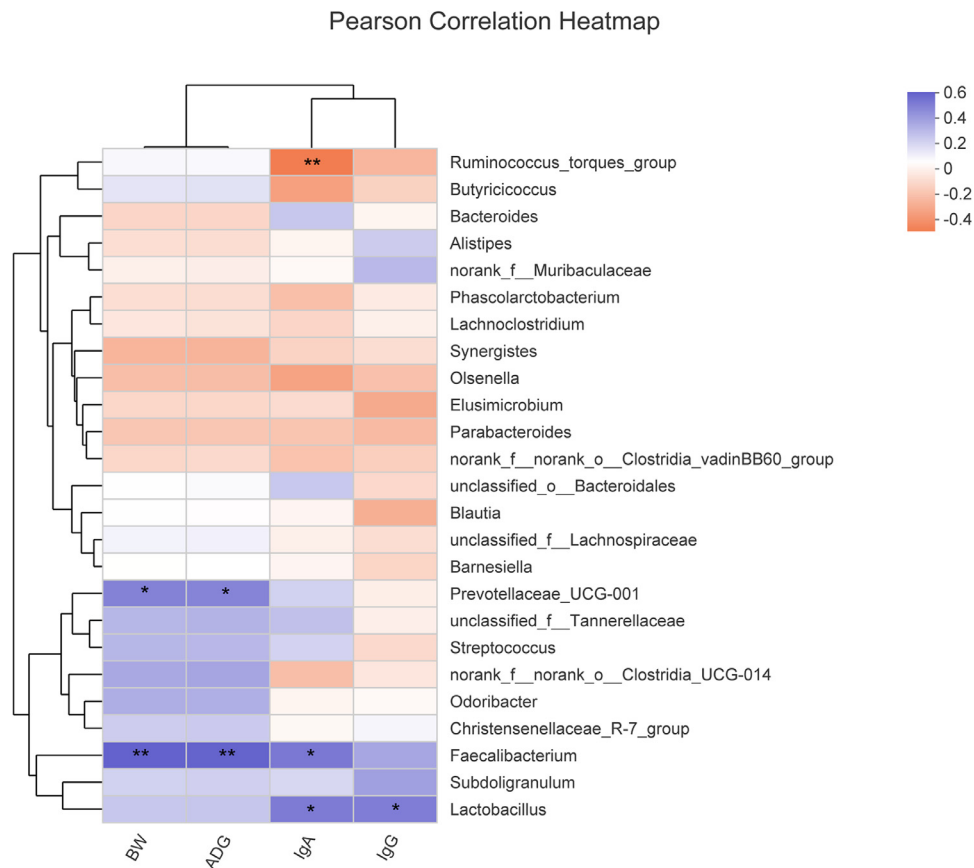 Pearson Correlation Heatmap
0.6
0.4
0.2
0
-0.2
-0.4
** Ruminococcus_torques_group
Butyricicoccus
Bacteroides
Alistipes
norank_f__Muribaculaceae
Phascolarctobacterium
Lachnoclostridium
Synergistes
Olsenella
Elusimicrobium
Parabacteroides
norank_f__norank_o__Clostridia_vadinBB60_group
unclassified_o__Bacteroidales
Blautia
unclassified_f__Lachnospiraceae
Barnesiella
* * Prevotellaceae_UCG-001
unclassified_f__Tannerellaceae
Streptococcus
norank_f__norank_o__Clostridia_UCG-014
Odoribacter
Christensenellaceae_R-7_group
** ** * Faecalibacterium
Subdoligranulum
* * Lactobacillus
BW ADG IgA IgG